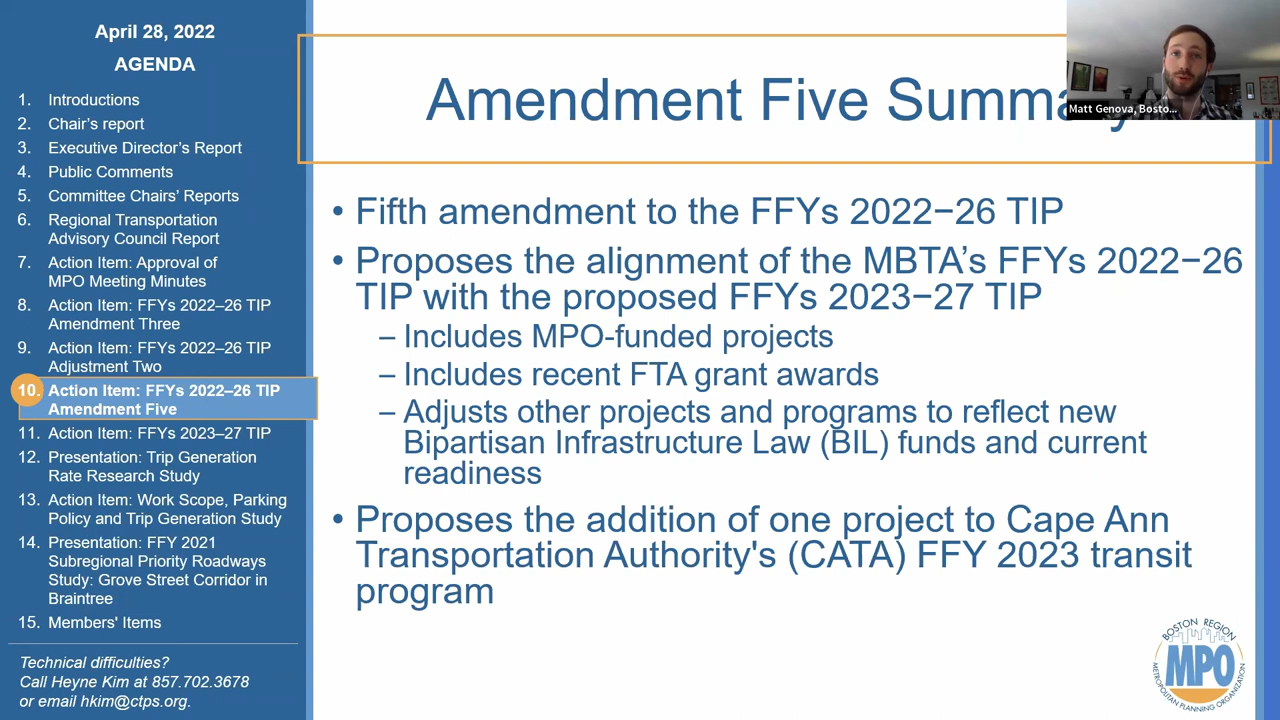 April 28, 2022
AGENDA
1. Introductions
2. Chair's report
3. Executive Director's Report
4. Public Comments
5. Committee Chairs' Reports
6. Regional Transportation
Advisory Council Report
7. Action Item: Approval of
MPO Meeting Minutes
8. Action Item: FFYs 2022–26 TIP
Amendment Three
9. Action Item: FFYs 2022–26 TIP
Adjustment Two
10. Action Item: FFYs 2022–26 TIP
Amendment Five
11. Action Item: FFYs 2023–27 TIP
12. Presentation: Trip Generation
Rate Research Study
13. Action Item: Work Scope, Parking
Policy and Trip Generation Study
14. Presentation: FFY 2021
Subregional Priority Roadways
Study: Grove Street Corridor in
Braintree
15. Members' Items
Technical difficulties?
Call Heyne Kim at 857.702.3678
or email hkim@ctps.org.
Amendment Five Summary
Matt Genova, Bosto...
• Fifth amendment to the FFYs 2022−26 TIP
• Proposes the alignment of the MBTA's FFYs 2022−26
TIP with the proposed FFYs 2023−27 TIP
– Includes MPO-funded projects
– Includes recent FTA grant awards
– Adjusts other projects and programs to reflect new
Bipartisan Infrastructure Law (BIL) funds and current
readiness
• Proposes the addition of one project to Cape Ann
Transportation Authority's (CATA) FFY 2023 transit
program
BOSTON REGION
MPO
METROPOLITAN PLANNING ORGANIZATION